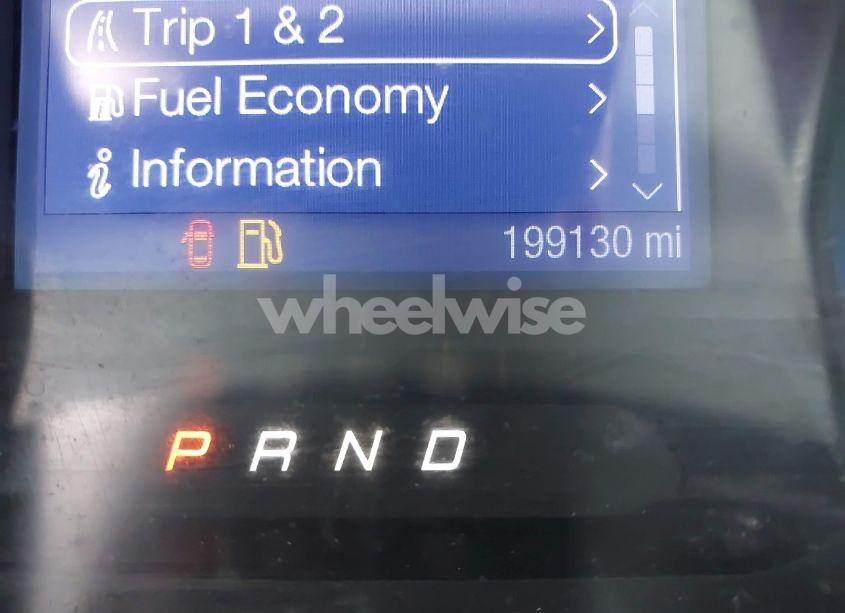 Trip 1 & 2
Fuel Economy
Information
199130 mi
wheelwise
P R N D